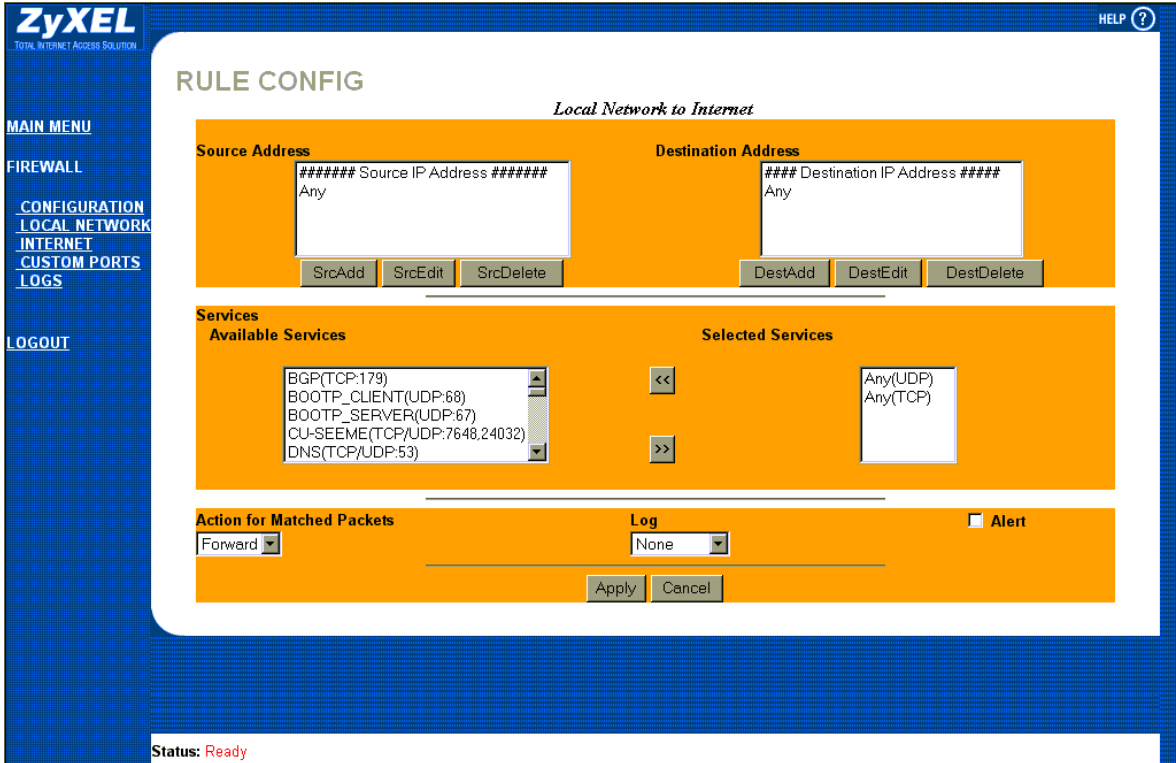 ZyXEL
TOTAL INTERNET ACCESS SOLUTION
HELP ?
MAIN MENU
FIREWALL
CONFIGURATION
LOCAL NETWORK
INTERNET
CUSTOM PORTS
LOGS
LOGOUT
RULE CONFIG
Local Network to Internet
Source Address
####### Source IP Address #######
Any
SrcAdd SrcEdit SrcDelete
Destination Address
#### Destination IP Address #####
Any
DestAdd DestEdit DestDelete
Services
Available Services
BGP(TCP:179)
BOOTP_CLIENT(UDP:68)
BOOTP_SERVER(UDP:67)
CU-SEEME(TCP/UDP:7648,24032)
DNS(TCP/UDP:53)
<<
>>
Selected Services
Any(UDP)
Any(TCP)
Action for Matched Packets
Forward
Log
None
Alert
Apply Cancel
Status: Ready